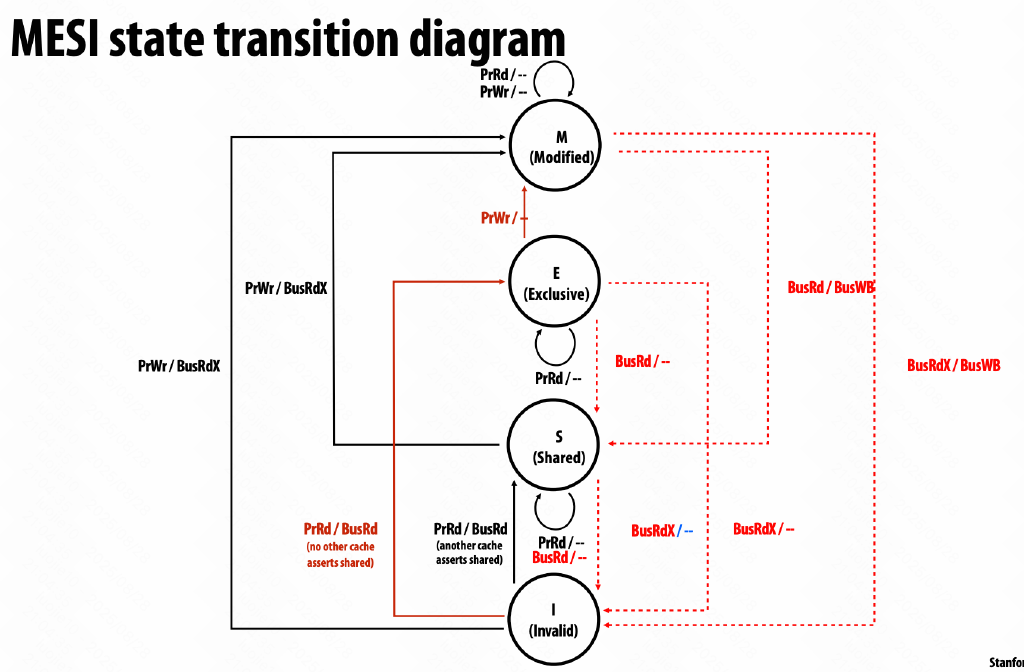 MESI state transition diagram
PrRd / --
PrWr / --
M
(Modified)
PrWr / --
E
(Exclusive)
PrWr / BusRdX
BusRd / BusWB
PrRd / --
BusRd / --
PrWr / BusRdX
BusRdX / BusWB
S
(Shared)
PrRd / BusRd
(no other cache
asserts shared)
PrRd / BusRd
(another cache
asserts shared)
PrRd / --
BusRd / --
BusRdX / --
BusRdX / --
I
(Invalid)
Stanfor